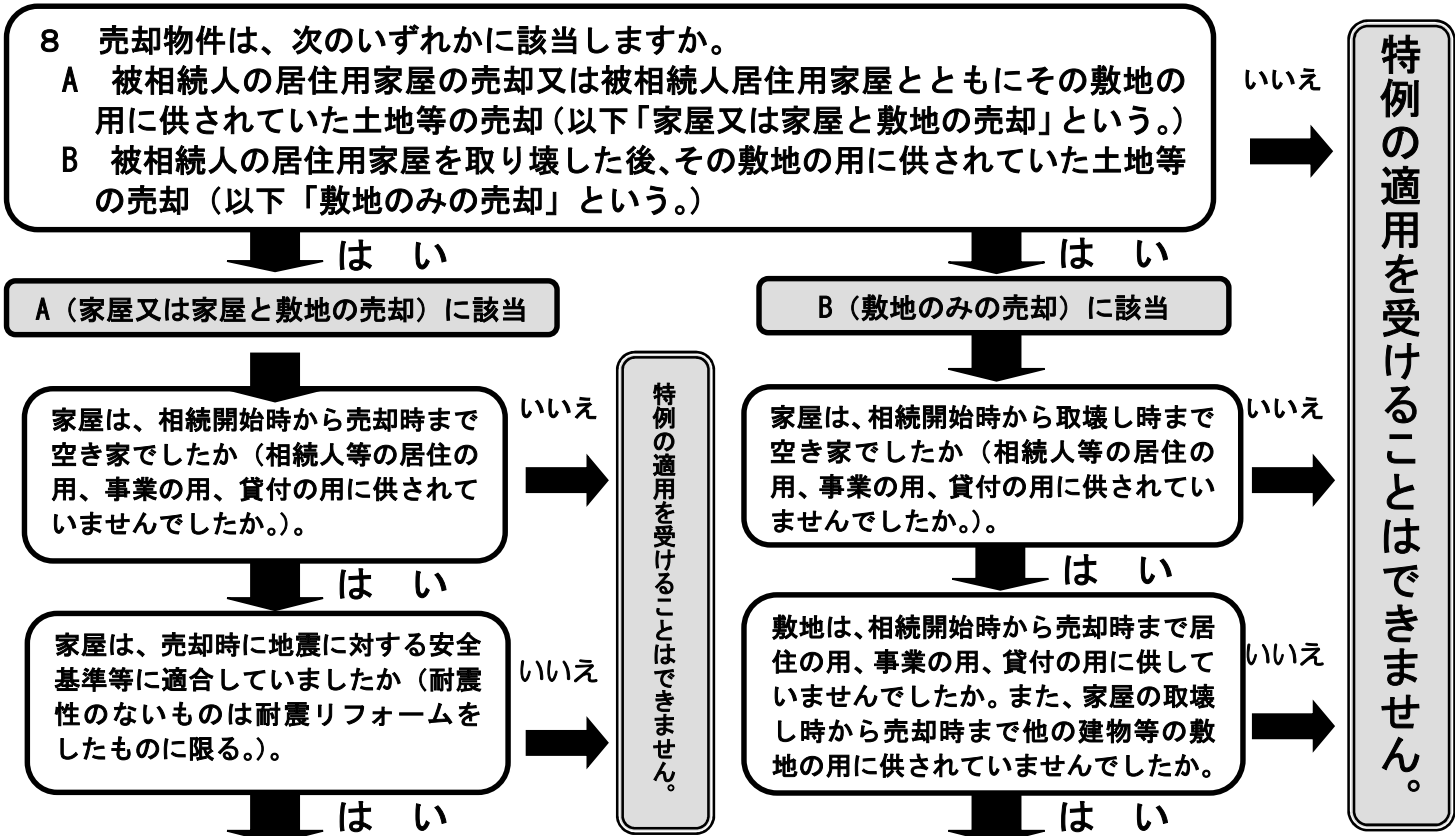 ８　売却物件は、次のいずれかに該当しますか。
A　被相続人の居住用家屋の売却又は被相続人居住用家屋とともにその敷地の
用に供されていた土地等の売却（以下「家屋又は家屋と敷地の売却」という。）
B　被相続人の居住用家屋を取り壊した後、その敷地の用に供されていた土地等
の売却（以下「敷地のみの売却」という。）
いいえ
特例の適用を受けることはできません。
は　い
は　い
A（家屋又は家屋と敷地の売却）に該当
B（敷地のみの売却）に該当
家屋は、相続開始時から売却時まで
空き家でしたか（相続人等の居住の
用、事業の用、貸付の用に供されて
いませんでしたか。）。
いいえ
特例の適用を受けることはできません。
は　い
家屋は、売却時に地震に対する安全
基準等に適合していましたか（耐震
性のないものは耐震リフォームを
したものに限る。）。
いいえ
は　い
家屋は、相続開始時から取壊し時まで
空き家でしたか（相続人等の居住の
用、事業の用、貸付の用に供されてい
ませんでしたか。）。
いいえ
は　い
敷地は、相続開始時から売却時まで居
住の用、事業の用、貸付の用に供して
いませんでしたか。また、家屋の取壊
し時から売却時まで他の建物等の敷
地の用に供されていませんでしたか。
いいえ
は　い